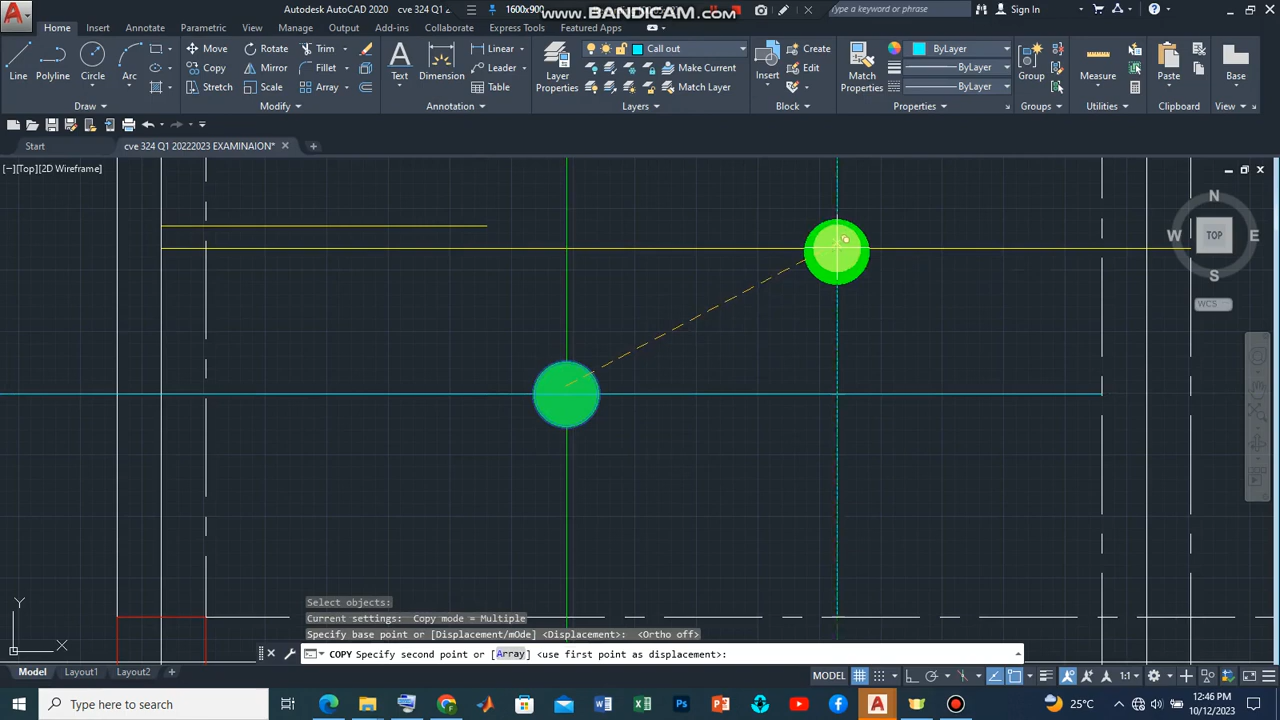 Autodesk AutoCAD 2020 cve 324 Q1 2
1600x900
www.BANDICAM.com
Type a keyword or phrase
Sign In
Home Insert Annotate Parametric View Manage Output Add-ins Collaborate Express Tools Featured Apps
Line Polyline Circle Arc
Move Rotate Trim
Copy Mirror Fillet
Stretch Scale Array
Text Dimension
Linear
Leader
Table
Layer Properties
Call out
Make Current
Match Layer
Insert
Create
Edit
Match Properties
ByLayer
ByLayer
ByLayer
Group
Measure
Paste
Base
Draw Modify Annotation Layers Block Properties Groups Utilities Clipboard View
Start
cve 324 Q1 20222023 EXAMINAION*
[−][Top][2D Wireframe]
N
W TOP E
S
WCS
Y
X
Select objects:
Current settings: Copy mode = Multiple
Specify base point or [Displacement/mOde] <Displacement>: <Ortho off>
COPY Specify second point or [Array] <use first point as displacement>:
Model Layout1 Layout2
MODEL
1:1
Type here to search
25°C
12:46 PM
10/12/2023